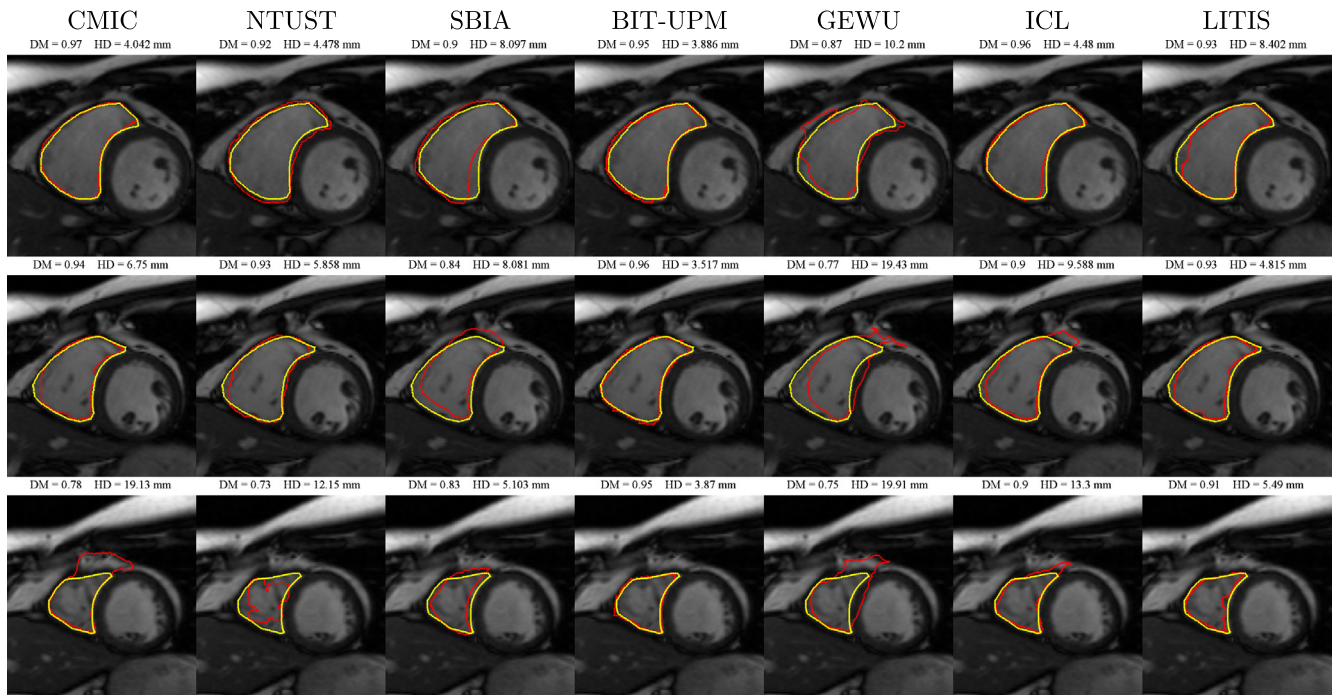 CMIC NTUST SBIA BIT-UPM GEWU ICL LITIS
DM = 0.97 HD = 4.042 mm DM = 0.92 HD = 4.478 mm DM = 0.9 HD = 8.097 mm DM = 0.95 HD = 3.886 mm DM = 0.87 HD = 10.2 mm DM = 0.96 HD = 4.48 mm DM = 0.93 HD = 8.402 mm
DM = 0.94 HD = 6.75 mm DM = 0.93 HD = 5.858 mm DM = 0.84 HD = 8.081 mm DM = 0.96 HD = 3.517 mm DM = 0.77 HD = 19.43 mm DM = 0.9 HD = 9.588 mm DM = 0.93 HD = 4.815 mm
DM = 0.78 HD = 19.13 mm DM = 0.73 HD = 12.15 mm DM = 0.83 HD = 5.103 mm DM = 0.95 HD = 3.87 mm DM = 0.75 HD = 19.91 mm DM = 0.9 HD = 13.3 mm DM = 0.91 HD = 5.49 mm